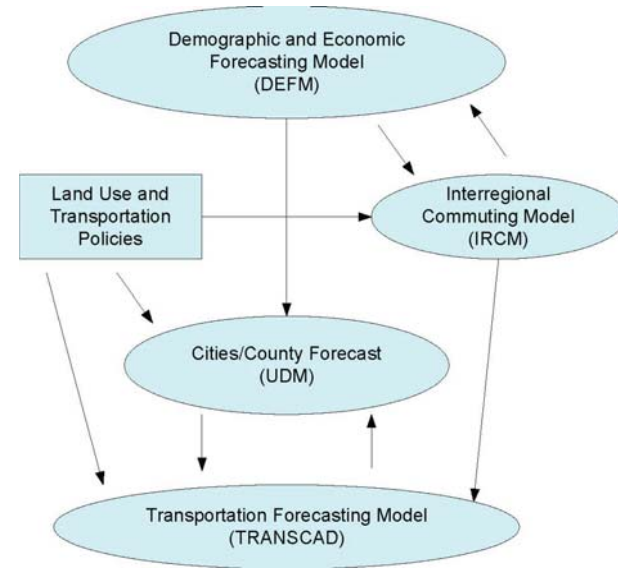 Demographic and Economic
Forecasting Model
(DEFM)
Land Use and
Transportation
Policies
Interregional
Commuting Model
(IRCM)
Cities/County Forecast
(UDM)
Transportation Forecasting Model
(TRANSCAD)